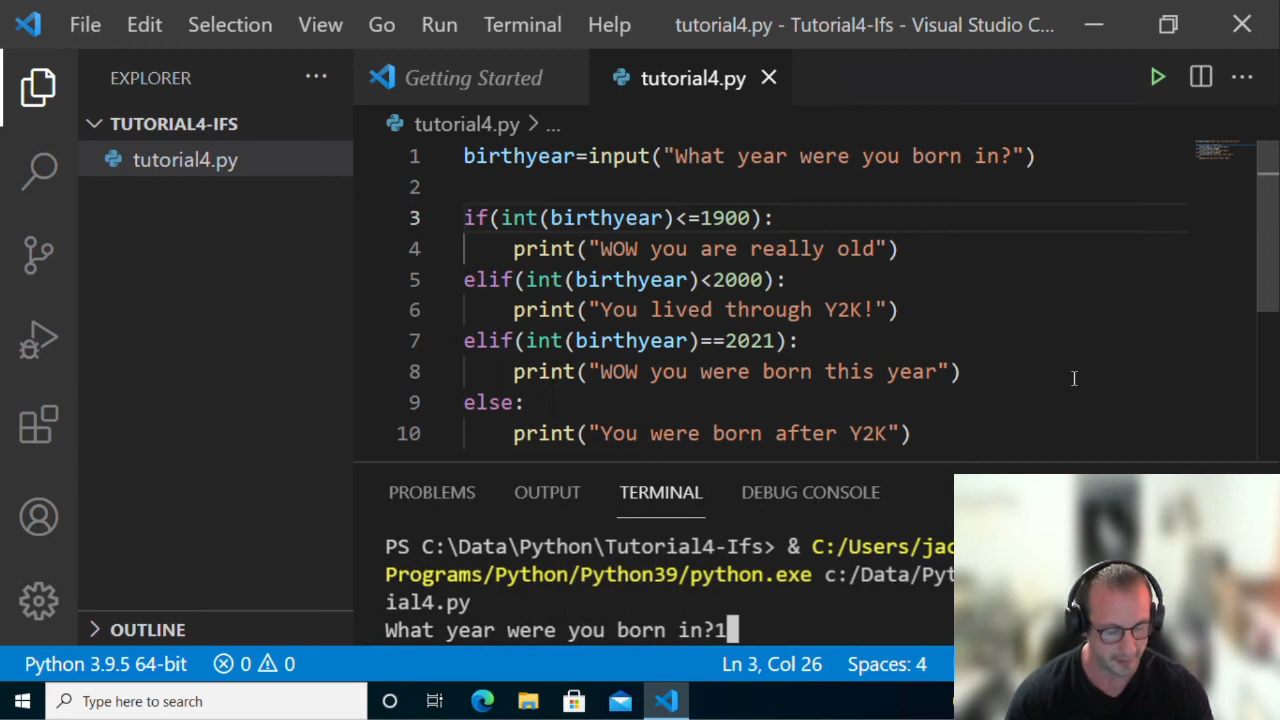 File Edit Selection View Go Run Terminal Help tutorial4.py - Tutorial4-Ifs - Visual Studio C...
EXPLORER ...
Getting Started
tutorial4.py
TUTORIAL4-IFS
tutorial4.py
tutorial4.py > ...
1 birthyear=input("What year were you born in?")
2
3 if(int(birthyear)<=1900):
4 print("WOW you are really old")
5 elif(int(birthyear)<2000):
6 print("You lived through Y2K!")
7 elif(int(birthyear)==2021):
8 print("WOW you were born this year")
9 else:
10 print("You were born after Y2K")
PROBLEMS OUTPUT TERMINAL DEBUG CONSOLE
PS C:\Data\Python\Tutorial4-Ifs> & C:/Users/jac
Programs/Python/Python39/python.exe c:/Data/Pyt
ial4.py
What year were you born in?1
OUTLINE
Python 3.9.5 64-bit 0 0 Ln 3, Col 26 Spaces: 4
Type here to search